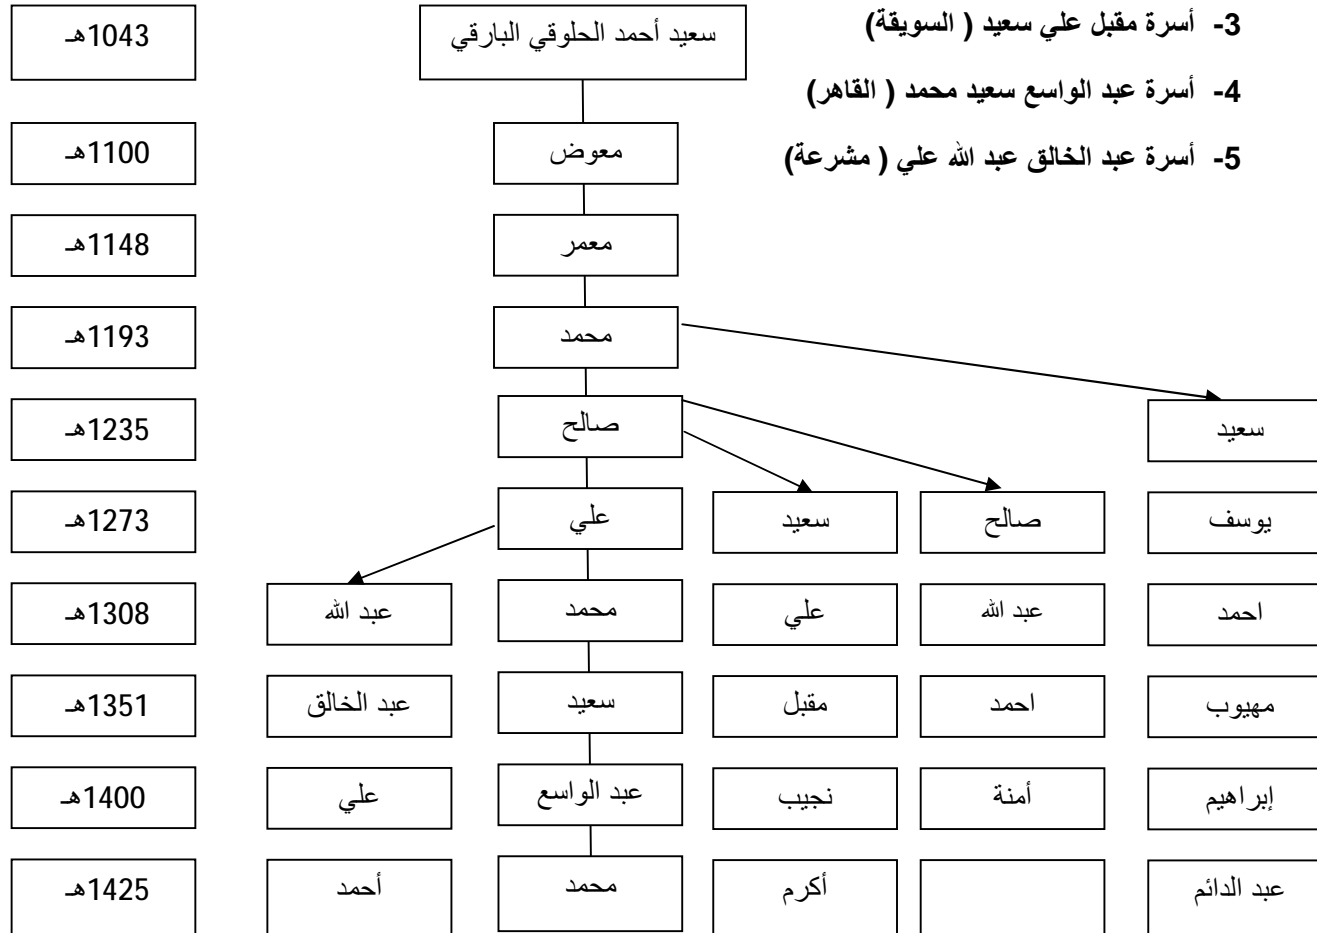 3- أسرة مقبل علي سعيد ( السويقة)
4- أسرة عبد الواسع سعيد محمد ( القاهر)
5- أسرة عبد الخالق عبد الله علي ( مشرعة)
سعيد أحمد الحلوقي البارقي 1043هـ
معوض 1100هـ
معمر 1148هـ
محمد 1193هـ
سعيد صالح 1235هـ
يوسف صالح سعيد علي 1273هـ
احمد عبد الله علي محمد عبد الله 1308هـ
مهيوب احمد مقبل سعيد عبد الخالق 1351هـ
إبراهيم أمنة نجيب عبد الواسع علي 1400هـ
عبد الدائم أكرم محمد أحمد 1425هـ